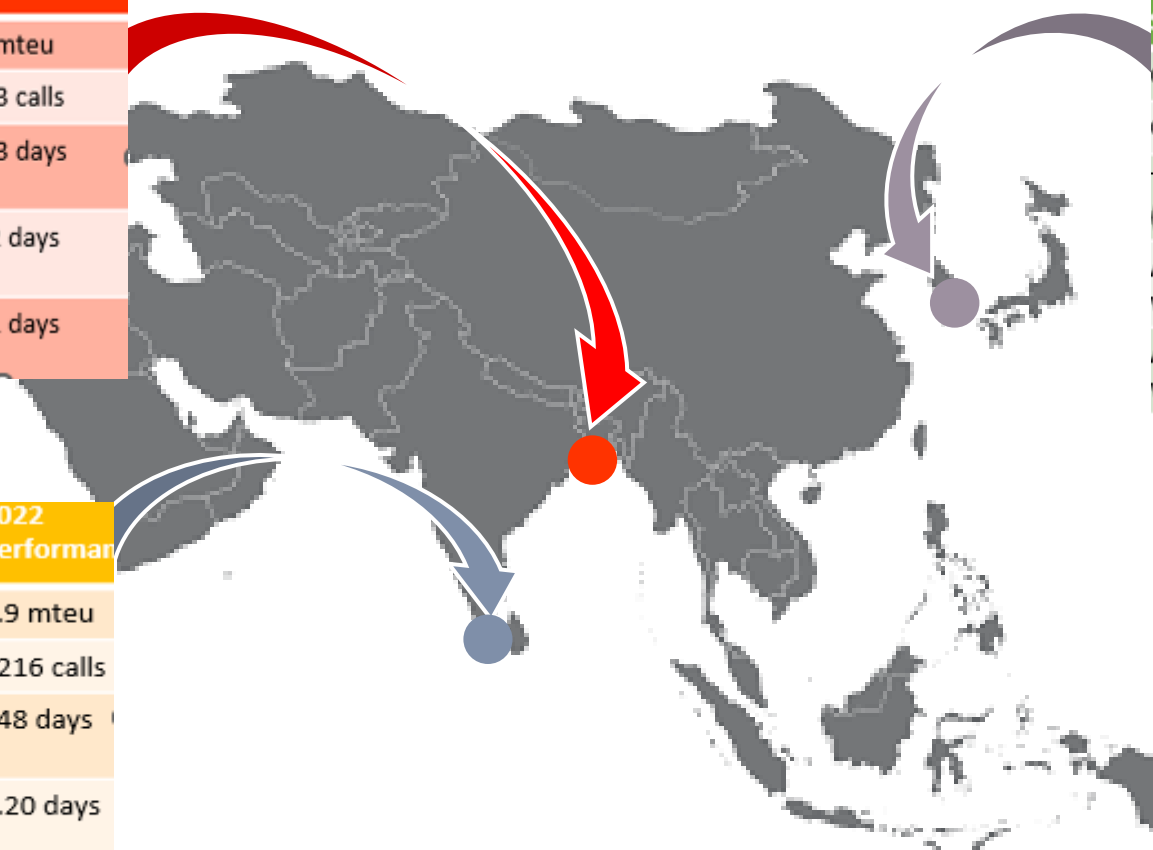 mteu
3 calls
3 days
days
days
022
erforman
.9 mteu
216 calls
48 days
.20 days